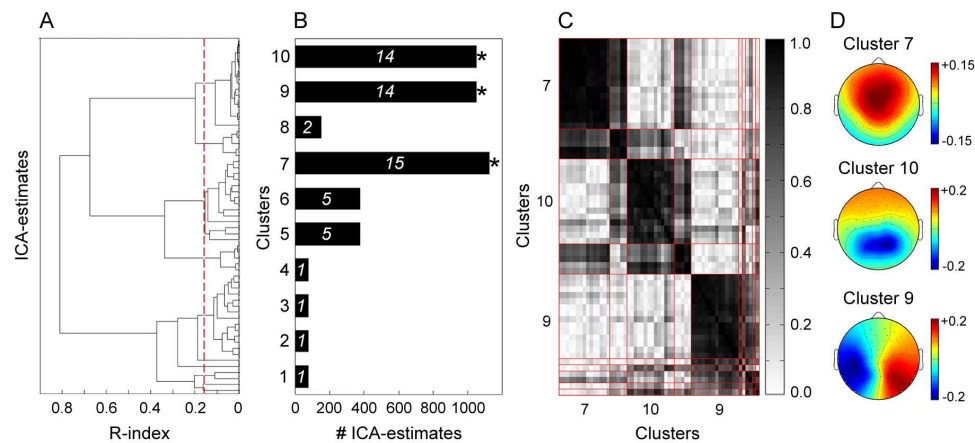 A
ICA-estimates
0.8 0.6 0.4 0.2 0
R-index
B
Clusters
10 14 *
9 14 *
8 2
7 15 *
6 5
5 5
4 1
3 1
2 1
1 1
0 200 400 600 800 1000
# ICA-estimates
C
Clusters
7
10
9
7 10 9
Clusters
1.0
0.8
0.6
0.4
0.2
0.0
D
Cluster 7
+0.15
-0.15
Cluster 10
+0.2
-0.2
Cluster 9
+0.2
-0.2